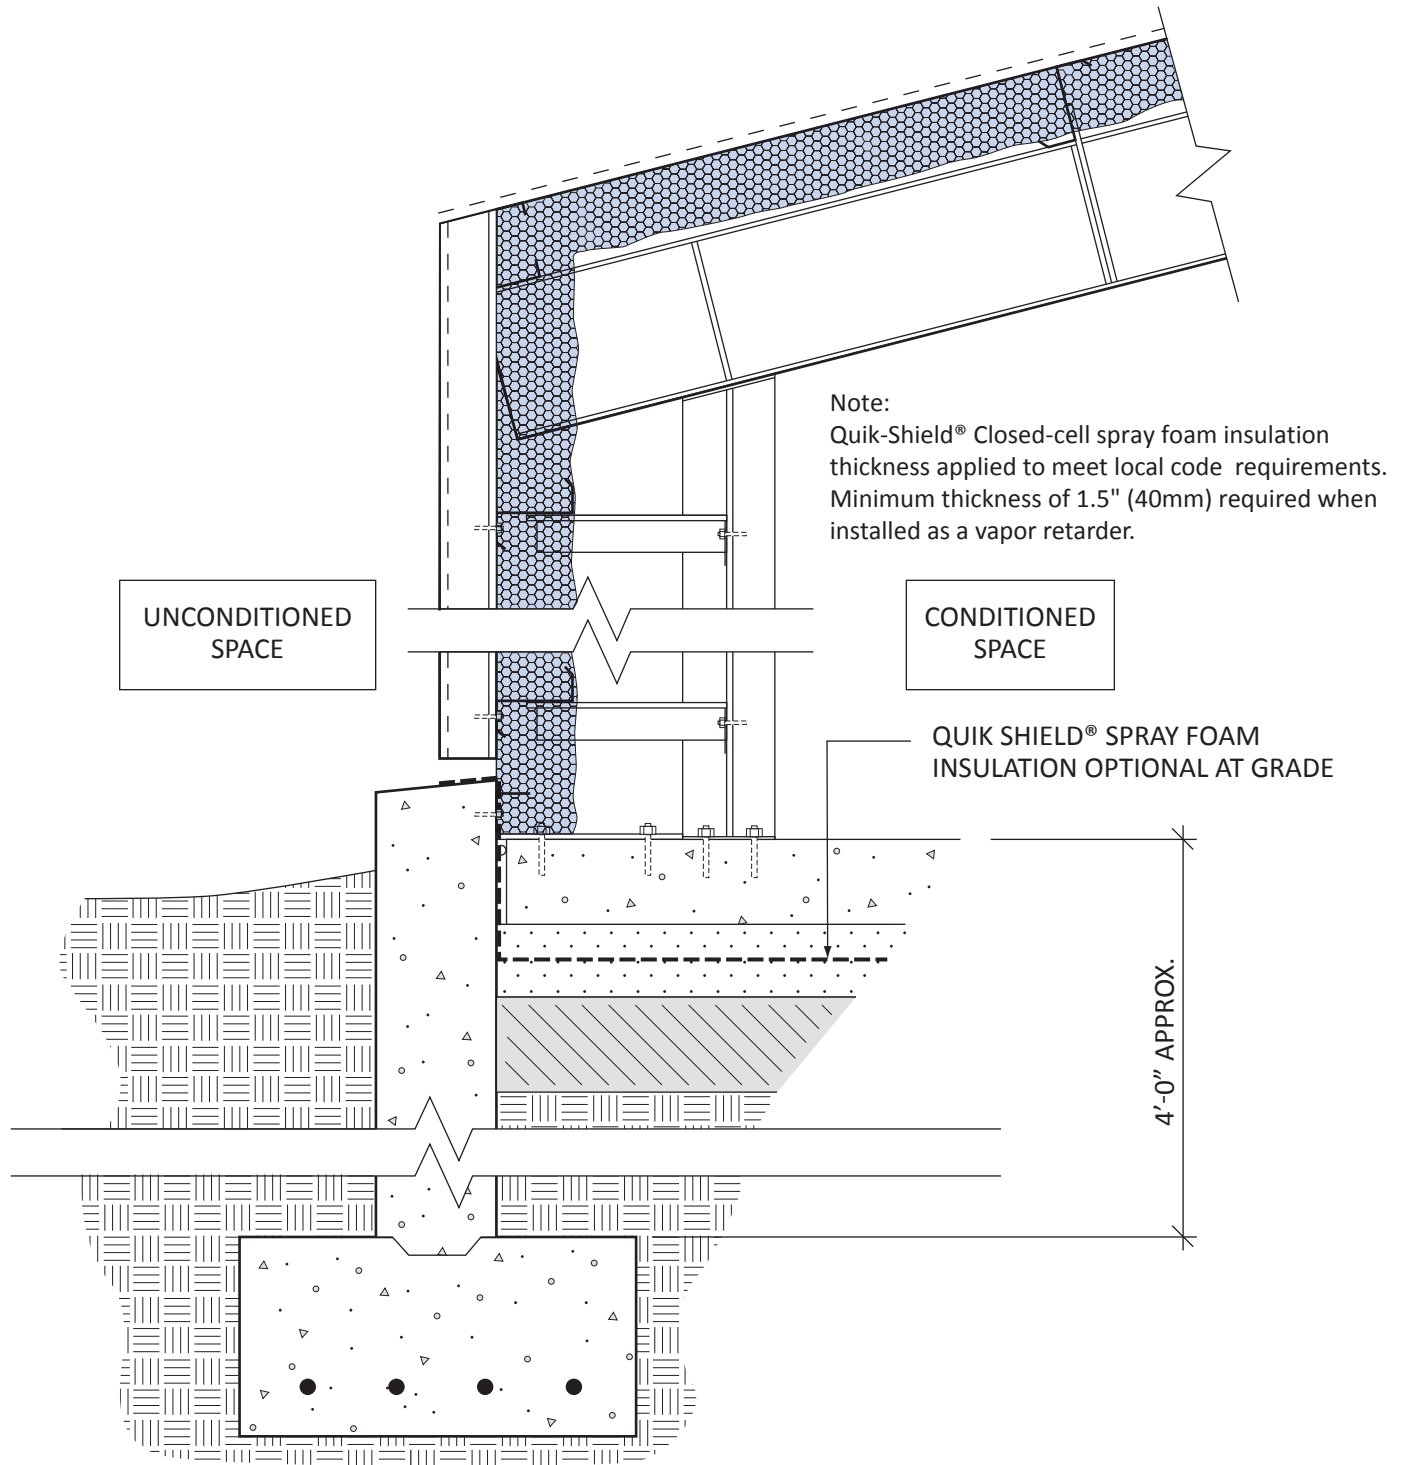 Note:
Quik-Shield® Closed-cell spray foam insulation
thickness applied to meet local code requirements.
Minimum thickness of 1.5" (40mm) required when
installed as a vapor retarder.
UNCONDITIONED
SPACE
CONDITIONED
SPACE
QUIK SHIELD® SPRAY FOAM
INSULATION OPTIONAL AT GRADE
4'-0” APPROX.